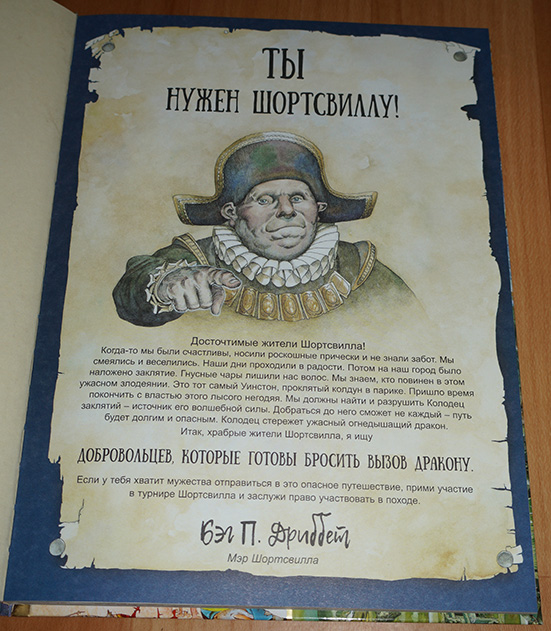 ТЫ
НУЖЕН ШОРТСВИЛЛУ!
Досточтимые жители Шортсвилла!
Когда-то мы были счастливы, носили роскошные прически и не знали забот. Мы
смеялись и веселились. Наши дни проходили в радости. Потом на наш город было
наложено заклятие. Гнусные чары лишили нас волос. Мы знаем, кто повинен в этом
ужасном злодеянии. Это тот самый Уинстон, проклятый колдун в парике. Пришло время
покончить с властью этого лысого негодяя. Мы должны найти и разрушить Колодец
заклятий – источник его волшебной силы. Добраться до него сможет не каждый – путь
будет долгим и опасным. Колодец стережет ужасный огнедышащий дракон.
Итак, храбрые жители Шортсвилла, я ищу
ДОБРОВОЛЬЦЕВ, КОТОРЫЕ ГОТОВЫ БРОСИТЬ ВЫЗОВ ДРАКОНУ.
Если у тебя хватит мужества отправиться в это опасное путешествие, прими участие
в турнире Шортсвилла и заслужи право участвовать в походе.
Бэг П. Дриббет
Мэр Шортсвилла